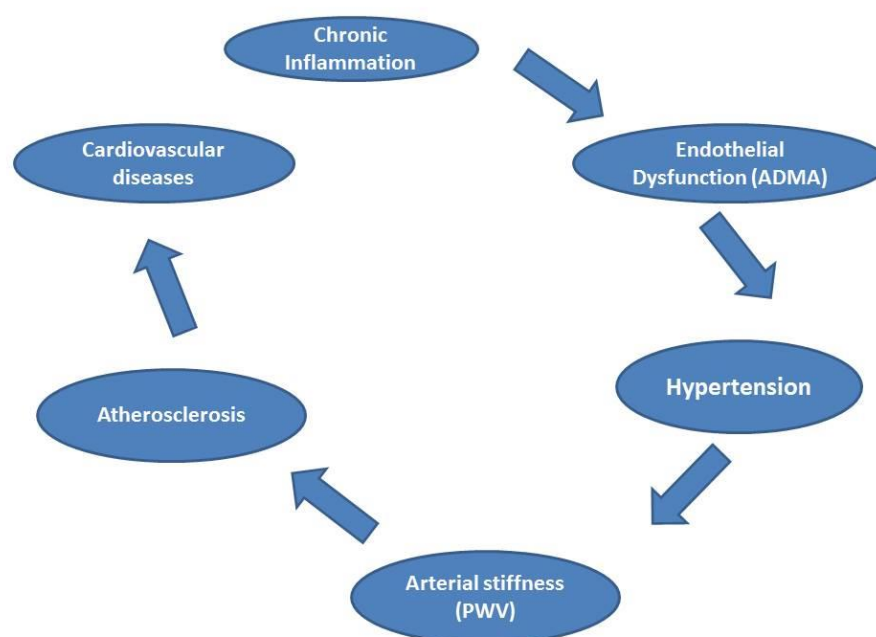 Chronic
Inflammation
Endothelial
Dysfunction (ADMA)
Hypertension
Arterial stiffness
(PWV)
Atherosclerosis
Cardiovascular
diseases